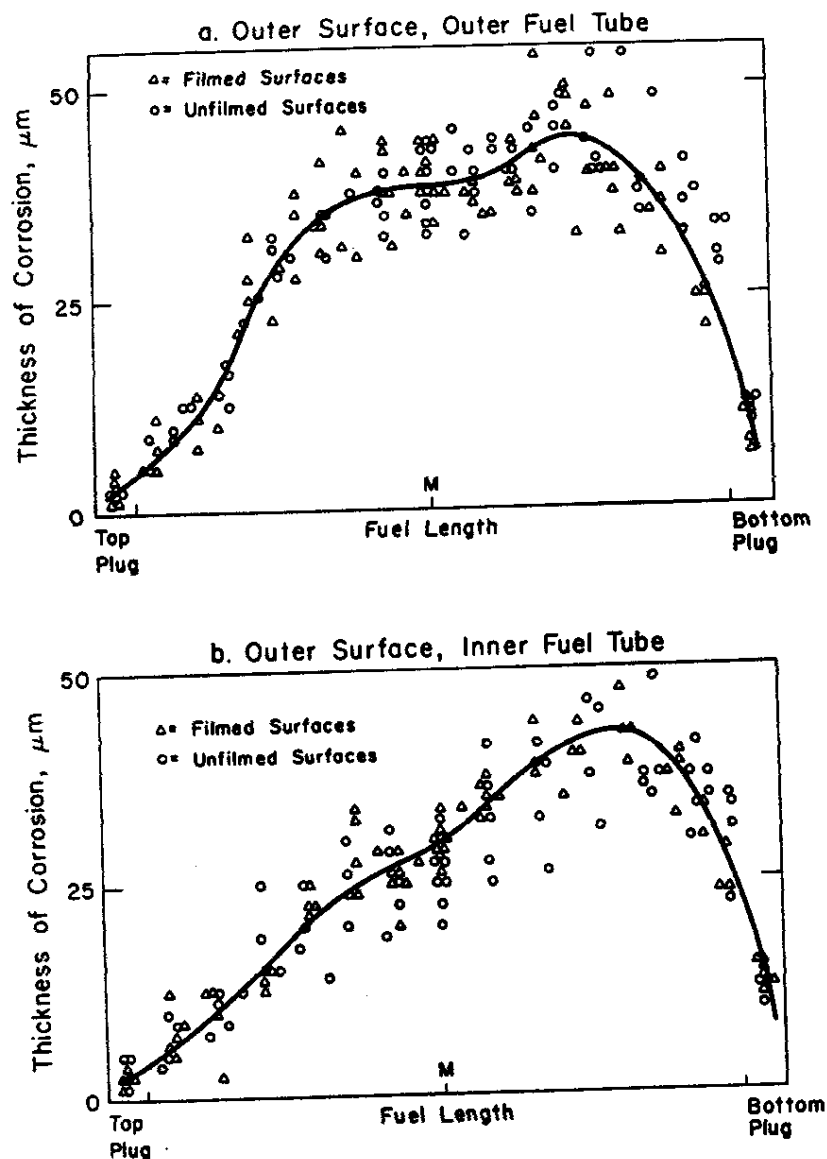 a. Outer Surface, Outer Fuel Tube
△= Filmed Surfaces
○= Unfilmed Surfaces
Thickness of Corrosion, μm
50
25
0
M
Top
Plug
Fuel Length
Bottom
Plug
b. Outer Surface, Inner Fuel Tube
△= Filmed Surfaces
○= Unfilmed Surfaces
Thickness of Corrosion, μm
50
25
0
M
Top
Plug
Fuel Length
Bottom
Plug